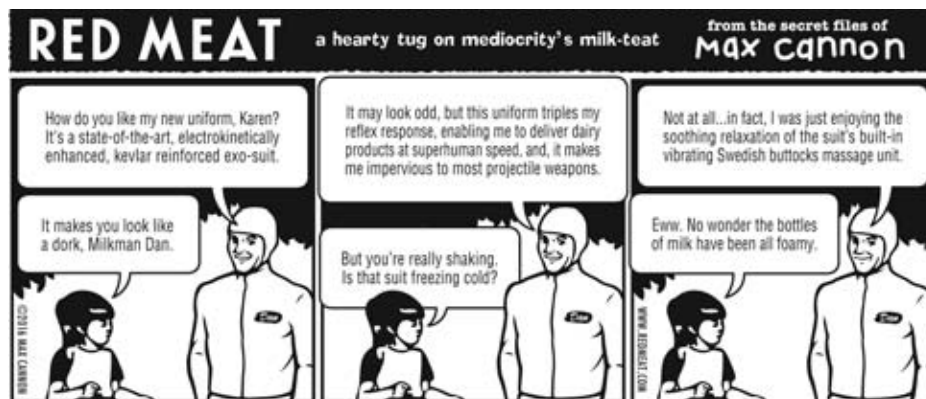 RED MEAT
a hearty tug on mediocrity's milk-teat
from the secret files of
Max cannon
How do you like my new uniform, Karen?
It's a state-of-the-art, electrokinetically
enhanced, kevlar reinforced exo-suit.
It makes you look like
a dork, Milkman Dan.
©2016 MAX CANNON
It may look odd, but this uniform triples my
reflex response, enabling me to deliver dairy
products at superhuman speed, and, it makes
me impervious to most projectile weapons.
But you're really shaking.
Is that suit freezing cold?
Not at all...in fact, I was just enjoying the
soothing relaxation of the suit's built-in
vibrating Swedish buttocks massage unit.
Eww. No wonder the bottles
of milk have been all foamy.
WWW.REDMEAT.COM